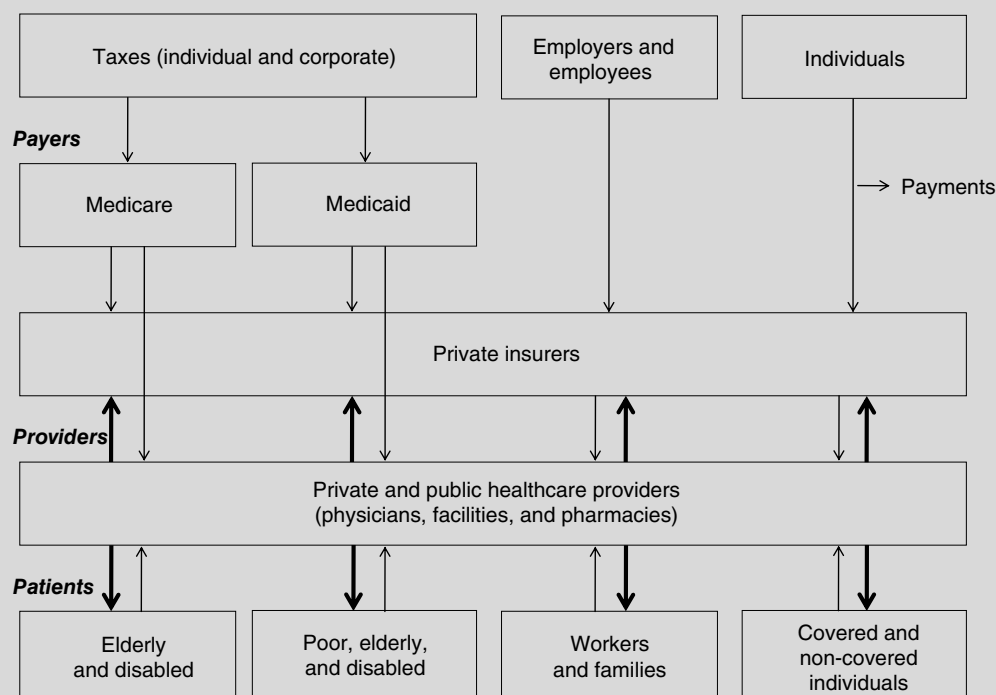 Taxes (individual and corporate)
Employers and
employees
Individuals
Payers
Medicare
Medicaid
Payments
Private insurers
Providers
Private and public healthcare providers
(physicians, facilities, and pharmacies)
Patients
Elderly
and disabled
Poor, elderly,
and disabled
Workers
and families
Covered and
non-covered
individuals